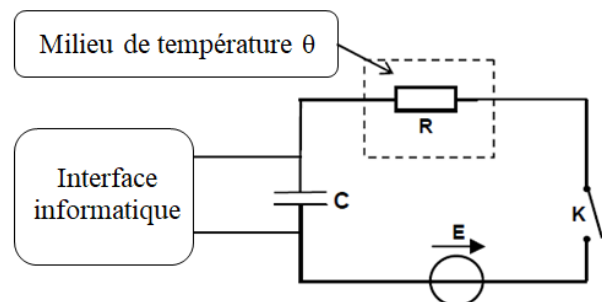 Milieu de température θ
R
Interface
informatique
C
K
E